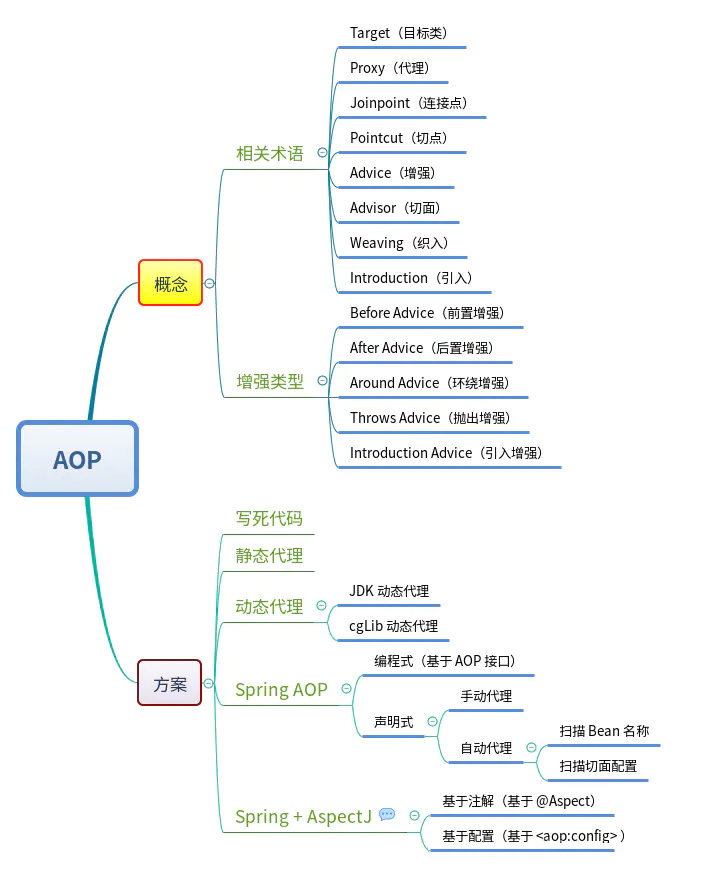 AOP
概念
相关术语
Target（目标类）
Proxy（代理）
Joinpoint（连接点）
Pointcut（切点）
Advice（增强）
Advisor（切面）
Weaving（织入）
Introduction（引入）
增强类型
Before Advice（前置增强）
After Advice（后置增强）
Around Advice（环绕增强）
Throws Advice（抛出增强）
Introduction Advice（引入增强）
方案
写死代码
静态代理
动态代理
JDK 动态代理
cgLib 动态代理
Spring AOP
编程式（基于 AOP 接口）
声明式
手动代理
自动代理
扫描 Bean 名称
扫描切面配置
Spring + AspectJ
基于注解（基于 @Aspect）
基于配置（基于 <aop:config> ）